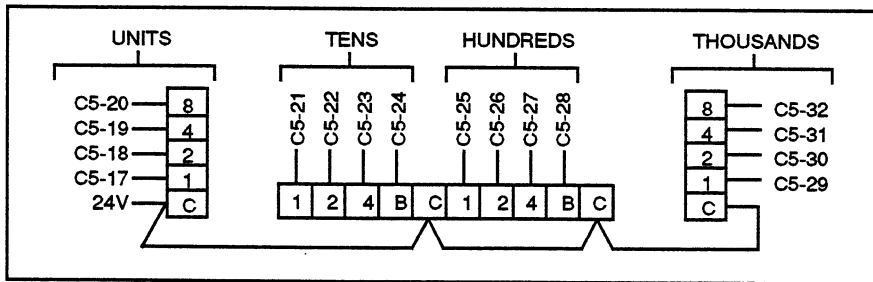 UNITS TENS HUNDREDS THOUSANDS
C5-20 8
C5-19 4
C5-18 2
C5-17 1
24V C
C5-21 C5-22 C5-23 C5-24 C5-25 C5-26 C5-27 C5-28
1 2 4 B C 1 2 4 B C
8 C5-32
4 C5-31
2 C5-30
1 C5-29
C